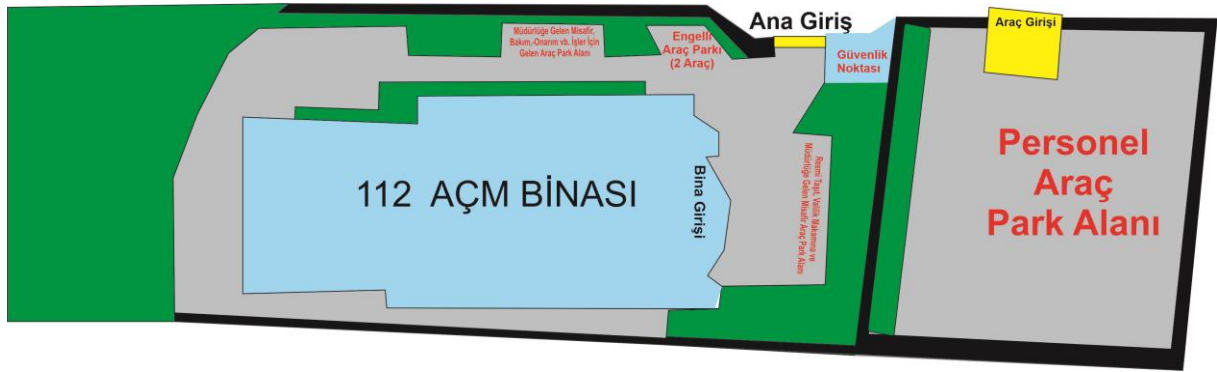 Müdürlüğe Gelen Misafir,
Bakım,-Onarım vb. İşler İçin
Gelen Araç Park Alanı
Engelli
Araç Parkı
(2 Araç)
Ana Giriş
Güvenlik
Noktası
Araç Girişi
112 AÇM BİNASI
Bina Girişi
Resmi Taşıt, Valilik Makamına ve
Müdürlüğe Gelen Misafir Araç Park Alanı
Personel
Araç
Park Alanı